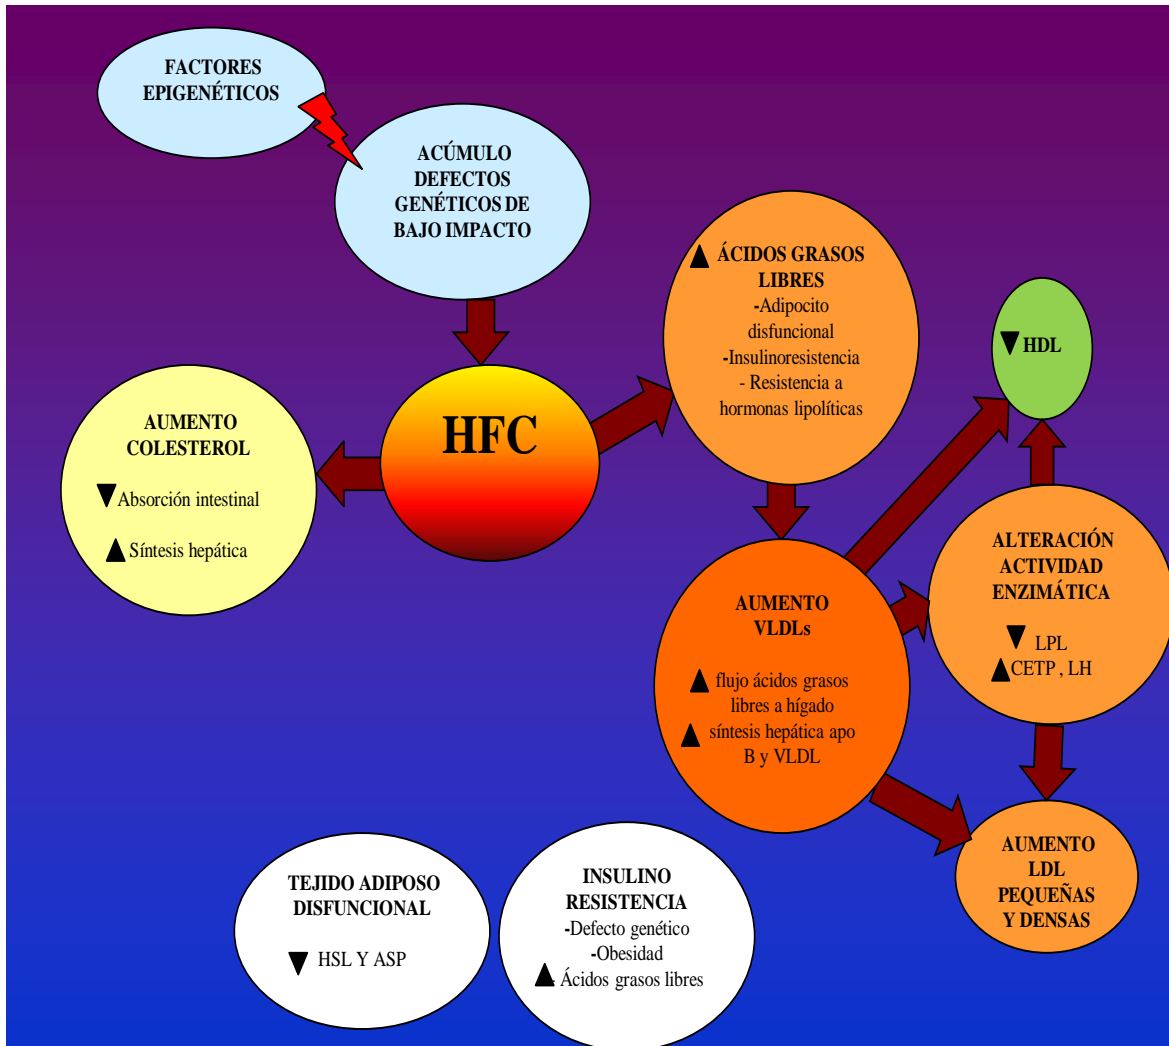 FACTORES
EPIGENÉTICOS
ACÚMULO
DEFECTOS
GENÉTICOS DE
BAJO IMPACTO
ÁCIDOS GRASOS
LIBRES
-Adipocito
disfuncional
-Insulinoresistencia
- Resistencia a
hormonas lipolíticas
HDL
HFC
AUMENTO
COLESTEROL
Absorción intestinal
Síntesis hepática
ALTERACIÓN
ACTIVIDAD
ENZIMÁTICA
LPL
CETP , LH
AUMENTO
VLDLs
flujo ácidos grasos
libres a hígado
síntesis hepática apo
B y VLDL
AUMENTO
LDL
PEQUEÑAS
Y DENSAS
TEJIDO ADIPOSO
DISFUNCIONAL
HSL Y ASP
INSULINO
RESISTENCIA
-Defecto genético
-Obesidad
- Ácidos grasos libres